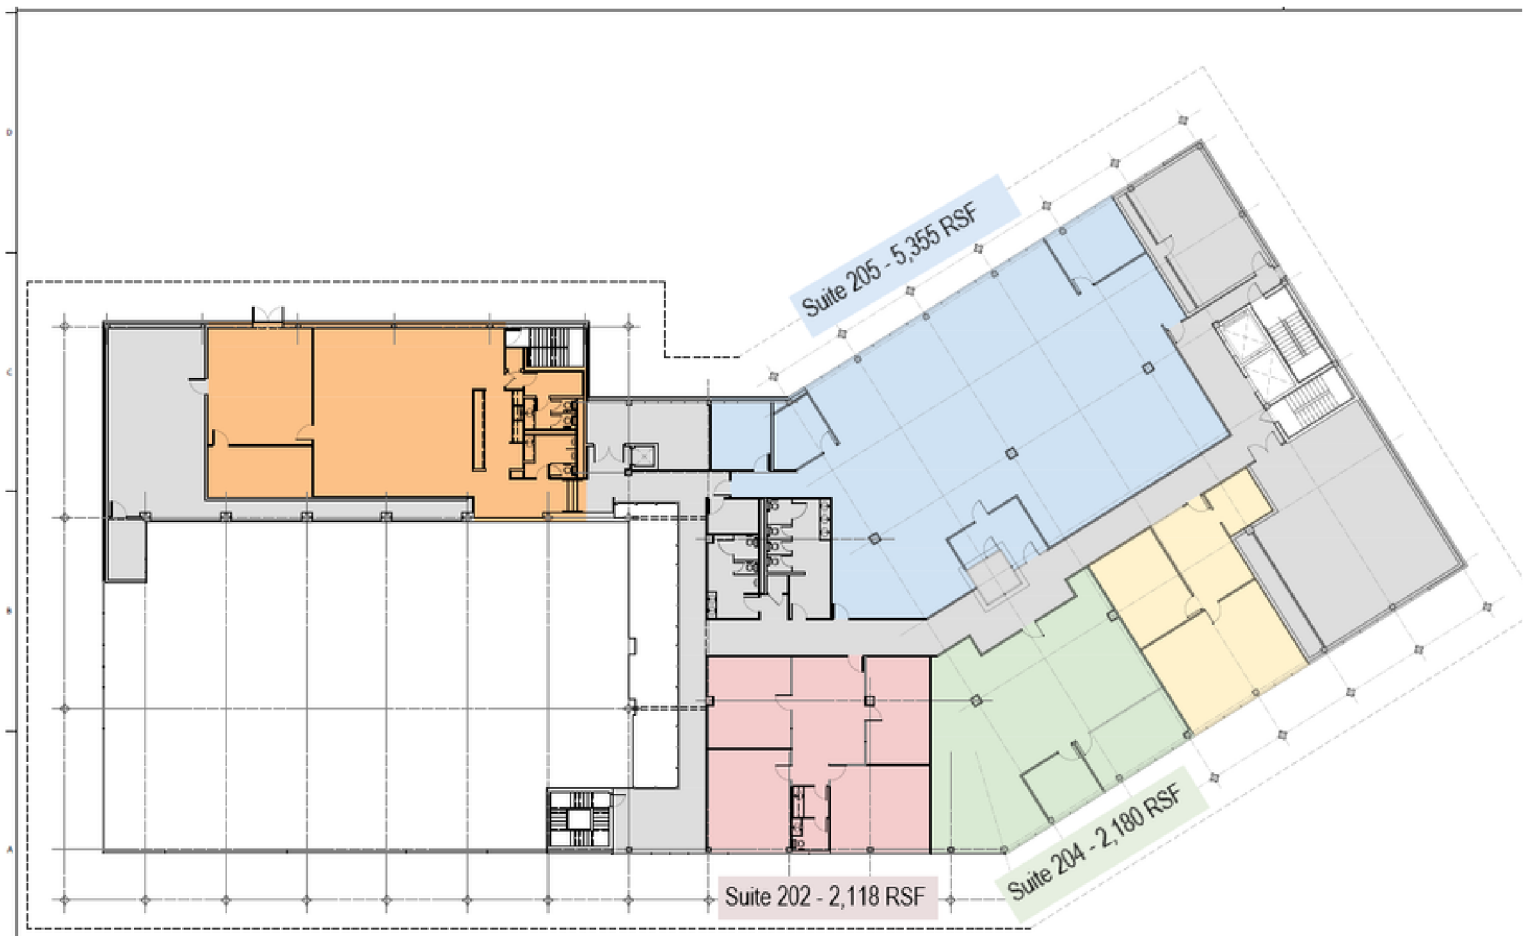 D
Suite 205 - 5,355 RSF
C
B
A
Suite 204 - 2,180 RSF
Suite 202 - 2,118 RSF